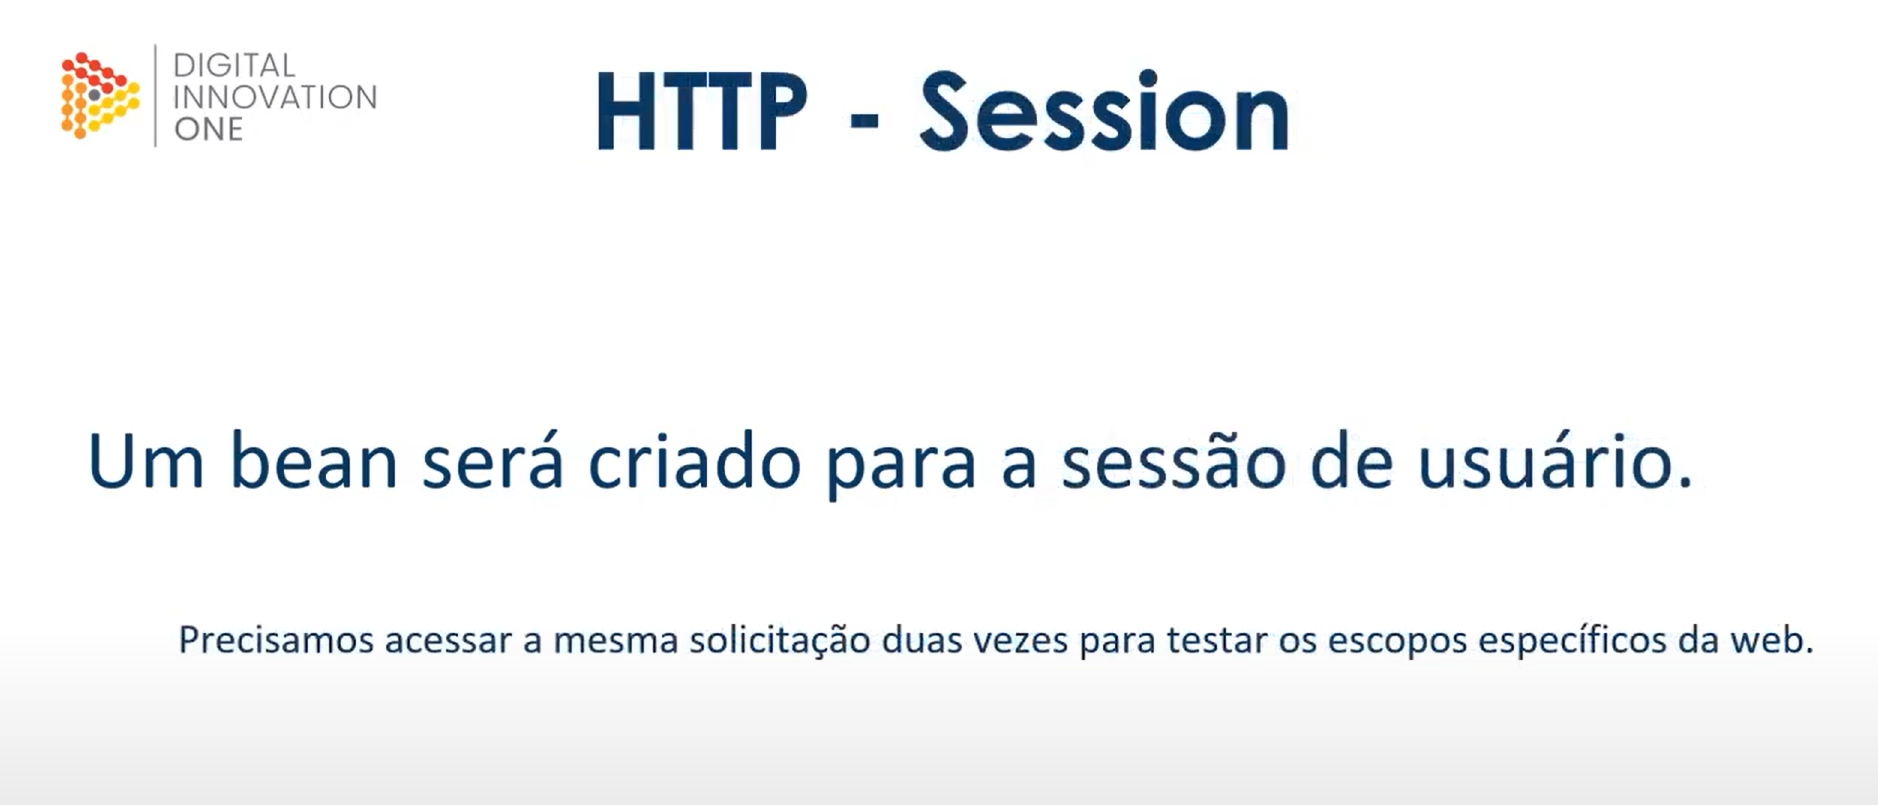 DIGITAL
INNOVATION
ONE
HTTP - Session
Um bean será criado para a sessão de usuário.
Precisamos acessar a mesma solicitação duas vezes para testar os escopos específicos da web.